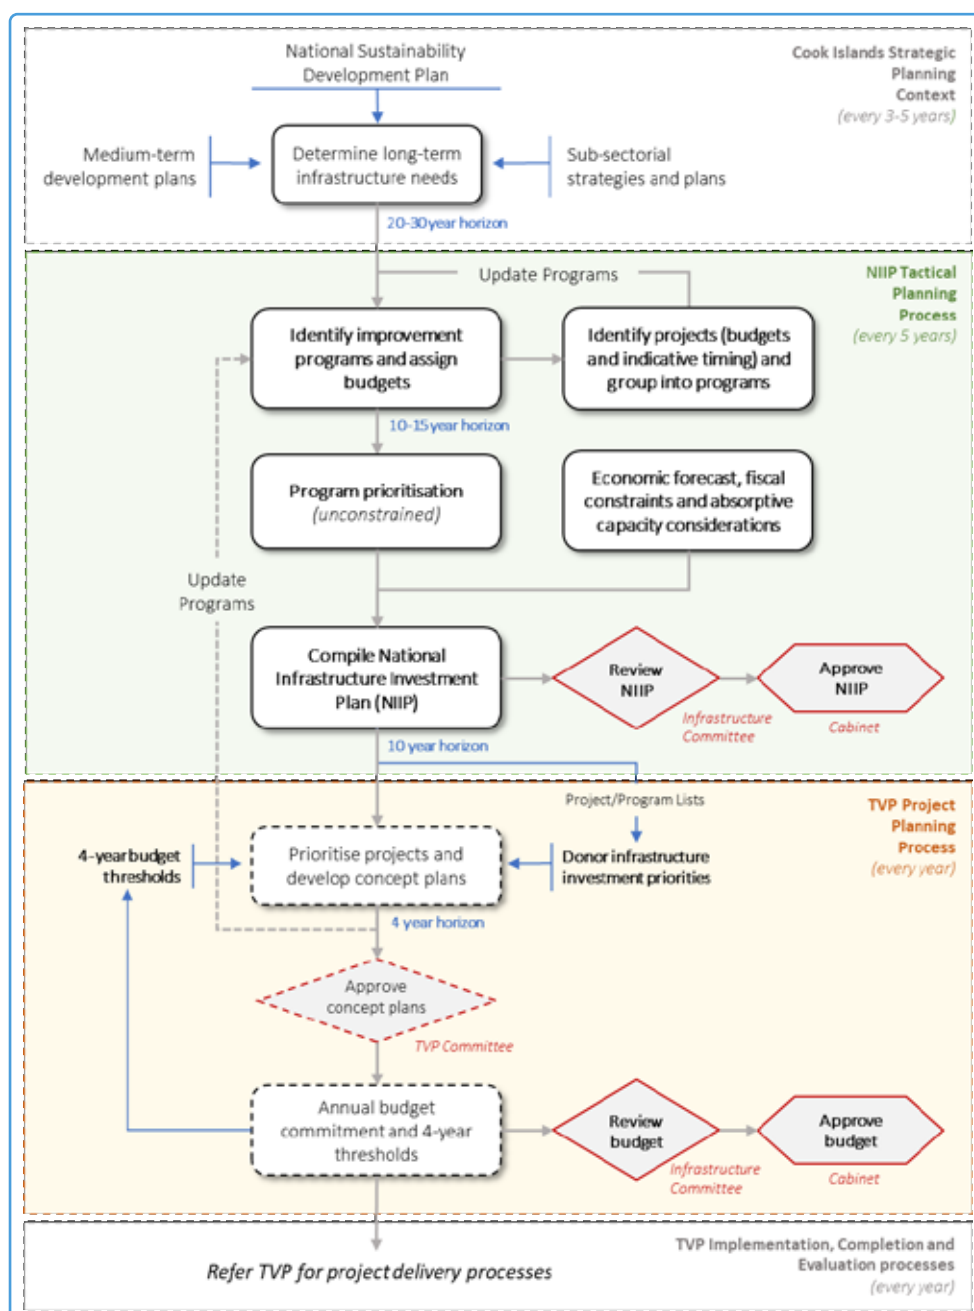 National Sustainability
Development Plan
Cook Islands Strategic
Planning
Context
(every 3-5 years)
Medium-term
development plans
Determine long-term
infrastructure needs
Sub-sectorial
strategies and plans
20-30 year horizon
Update Programs
NIIP Tactical
Planning
Process
(every 5 years)
Identify improvement
programs and assign
budgets
Identify projects (budgets
and indicative timing) and
group into programs
10-15 year horizon
Program prioritisation
(unconstrained)
Economic forecast, fiscal
constraints and absorptive
capacity considerations
Update
Programs
Compile National
Infrastructure Investment
Plan (NIIP)
Review
NIIP
Approve
NIIP
Infrastructure
Committee
Cabinet
10 year horizon
Project/Program Lists
TVP Project
Planning
Process
(every year)
4-year budget
thresholds
Prioritise projects and
develop concept plans
Donor infrastructure
investment priorities
4 year horizon
Approve
concept plans
TVP Committee
Annual budget
commitment and 4-year
thresholds
Review
budget
Approve
budget
Infrastructure
Committee
Cabinet
TVP Implementation, Completion and
Evaluation processes
(every year)
Refer TVP for project delivery processes